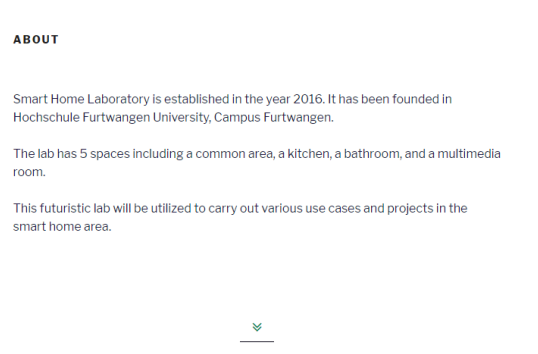 ABOUT
Smart Home Laboratory is established in the year 2016. It has been founded in
Hochschule Furtwangen University, Campus Furtwangen.
The lab has 5 spaces including a common area, a kitchen, a bathroom, and a multimedia
room.
This futuristic lab will be utilized to carry out various use cases and projects in the
smart home area.